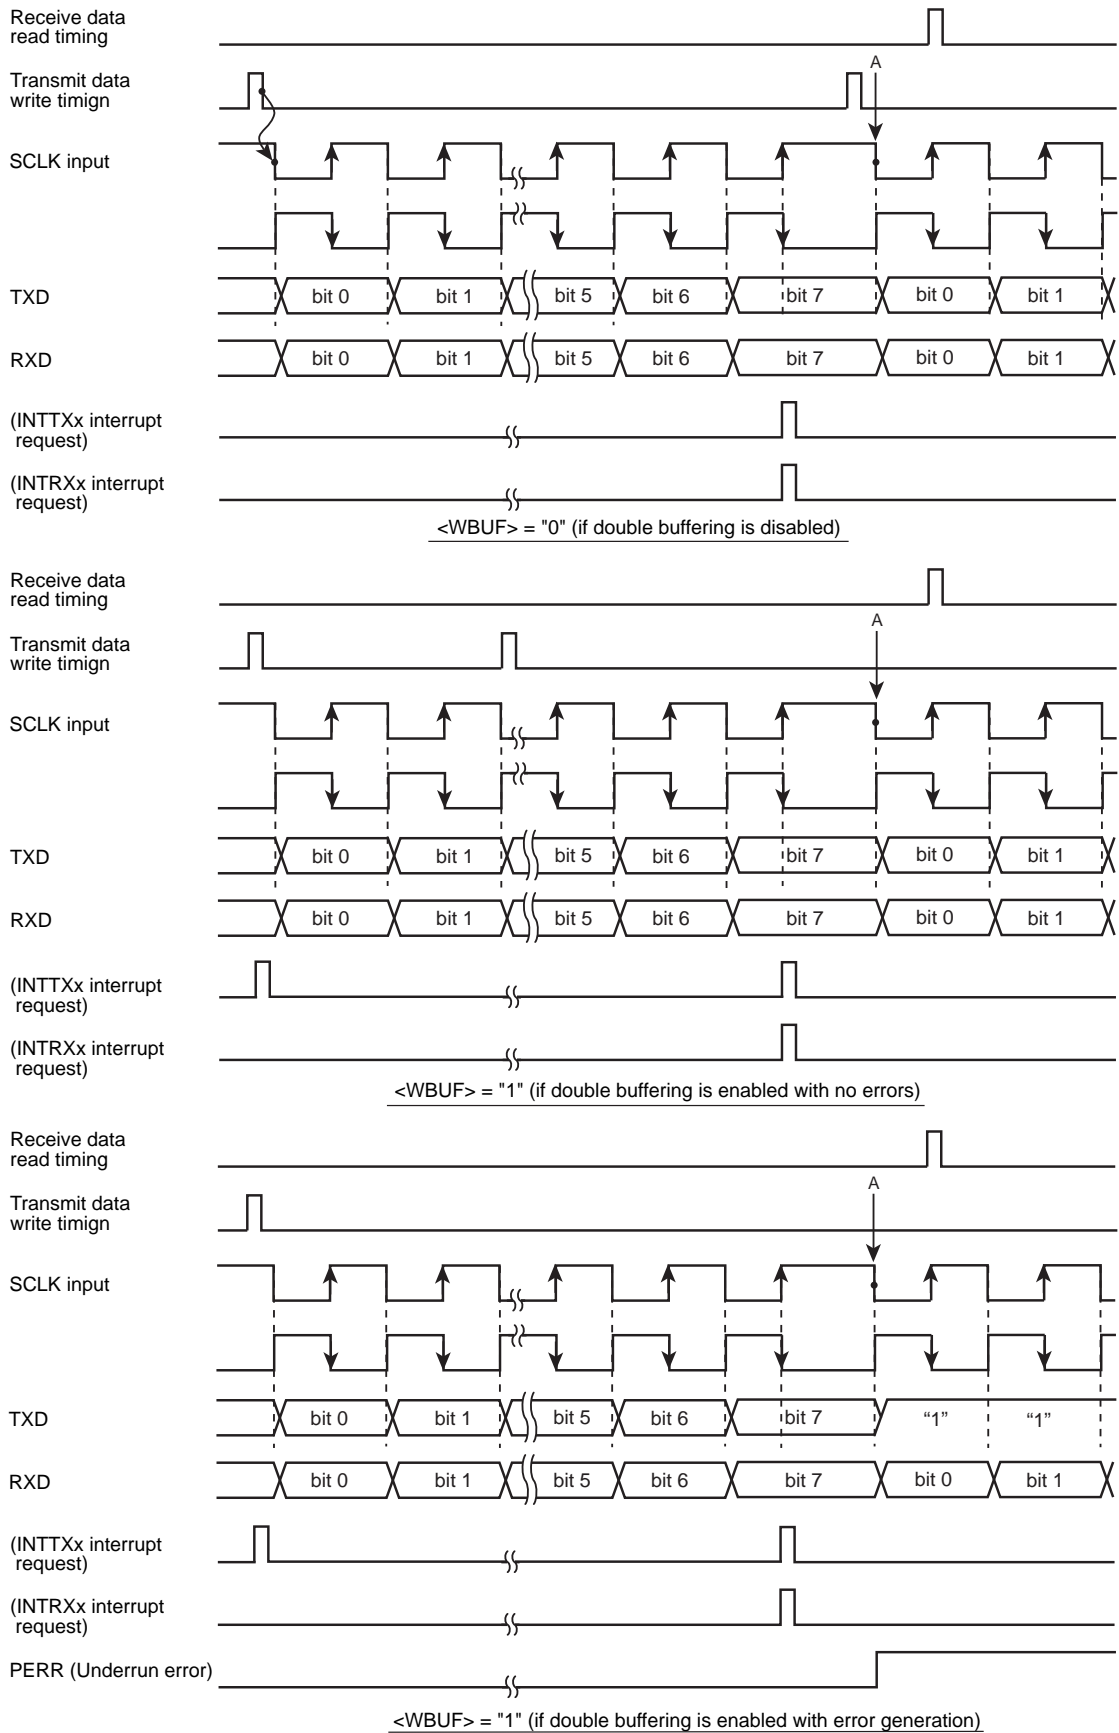 Receive data
read timing
A
Transmit data
write timign
SCLK input
TXD bit 0 bit 1 bit 5 bit 6 bit 7 bit 0 bit 1
RXD bit 0 bit 1 bit 5 bit 6 bit 7 bit 0 bit 1
(INTTXx interrupt
request)
(INTRXx interrupt
request)
<WBUF> = "0" (if double buffering is disabled)
Receive data
read timing
A
Transmit data
write timign
SCLK input
TXD bit 0 bit 1 bit 5 bit 6 bit 7 bit 0 bit 1
RXD bit 0 bit 1 bit 5 bit 6 bit 7 bit 0 bit 1
(INTTXx interrupt
request)
(INTRXx interrupt
request)
<WBUF> = "1" (if double buffering is enabled with no errors)
Receive data
read timing
A
Transmit data
write timign
SCLK input
TXD bit 0 bit 1 bit 5 bit 6 bit 7 “1” “1”
RXD bit 0 bit 1 bit 5 bit 6 bit 7 bit 0 bit 1
(INTTXx interrupt
request)
(INTRXx interrupt
request)
PERR (Underrun error)
<WBUF> = "1" (if double buffering is enabled with error generation)